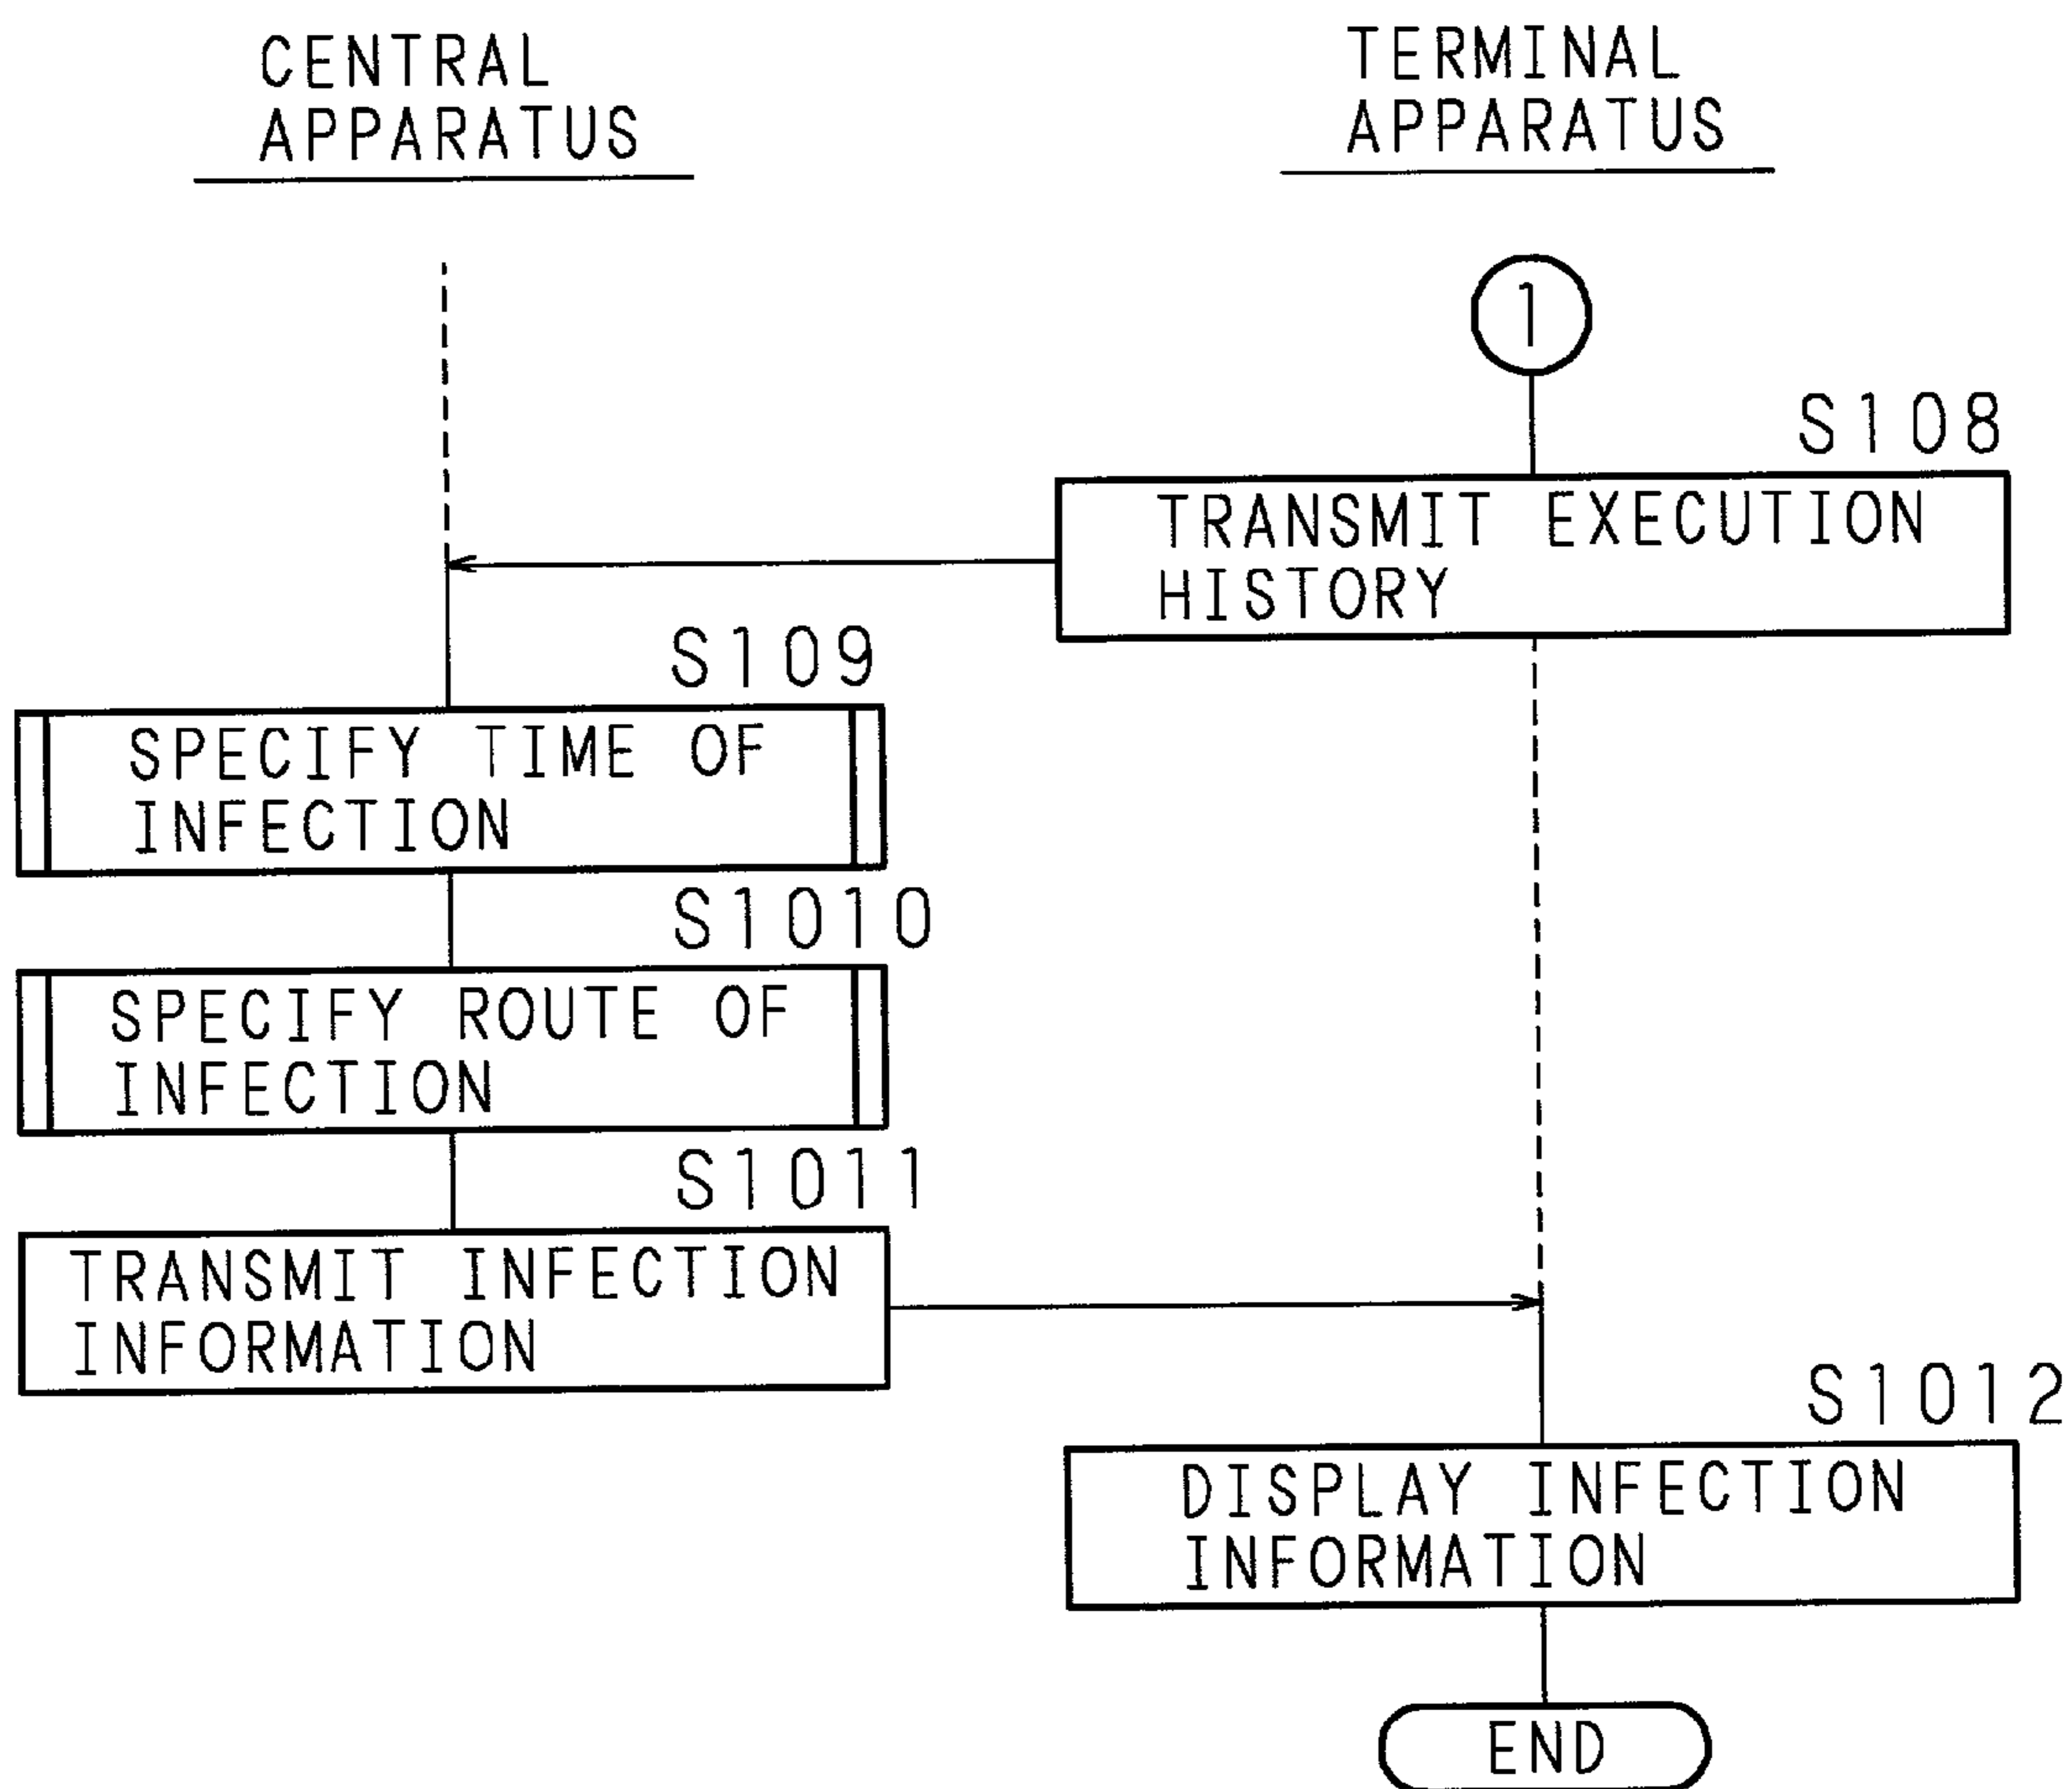 CENTRAL
APPARATUS
TERMINAL
APPARATUS
1
S108
TRANSMIT EXECUTION
HISTORY
S109
SPECIFY TIME OF
INFECTION
S1010
SPECIFY ROUTE OF
INFECTION
S1011
TRANSMIT INFECTION
INFORMATION
S1012
DISPLAY INFECTION
INFORMATION
END